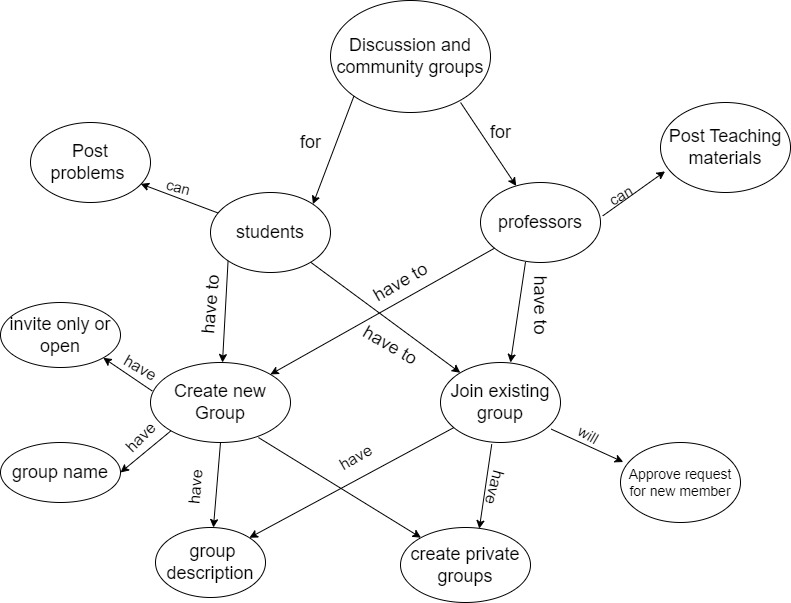 Discussion and
community groups
for
for
Post
problems
can
students
professors
can
Post Teaching
materials
have to
have to
have to
have to
invite only or
open
have
Create new
Group
Join existing
group
have
group name
have
have
have
will
Approve request
for new member
group
description
create private
groups